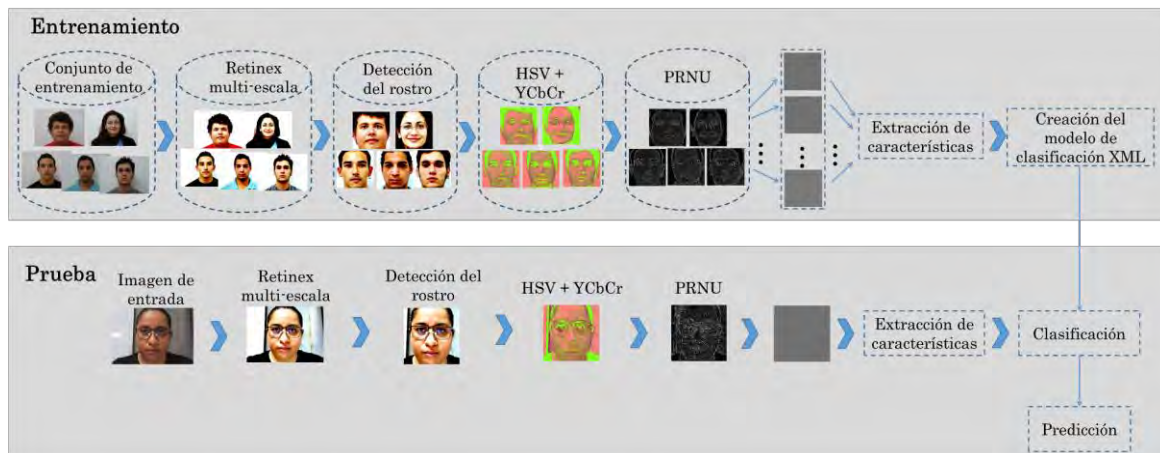 Entrenamiento
Conjunto de
entrenamiento
Retinex
multi-escala
Detección
del rostro
HSV +
YCbCr
PRNU
Extracción de
características
Creación del
modelo de
clasificación XML
Prueba
Imagen de
entrada
Retinex
multi-escala
Detección del
rostro
HSV + YCbCr
PRNU
Extracción de
características
Clasificación
Predicción